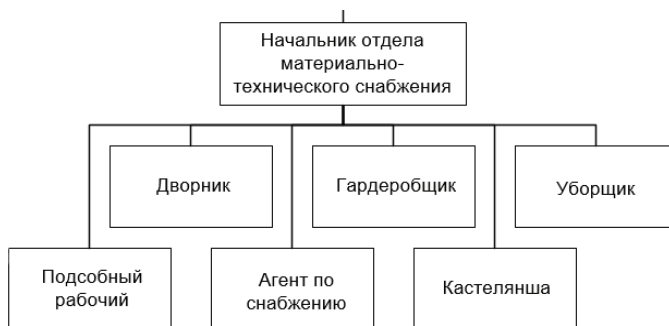 Начальник отдела
материально-
технического снабжения
Дворник
Гардеробщик
Уборщик
Подсобный
рабочий
Агент по
снабжению
Кастелянша